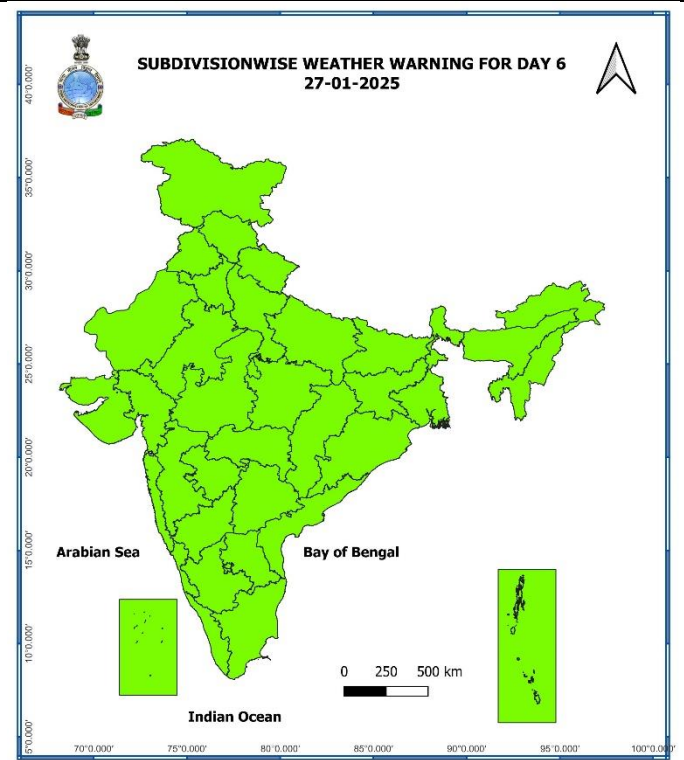 SUBDIVISIONWISE WEATHER WARNING FOR DAY 6
27-01-2025
40°0.000'
35°0.000'
30°0.000'
25°0.000'
20°0.000'
15°0.000'
10°0.000'
5°0.000'
Arabian Sea
Bay of Bengal
0 250 500 km
Indian Ocean
70°0.000' 75°0.000' 80°0.000' 85°0.000' 90°0.000' 95°0.000' 100°0.000'